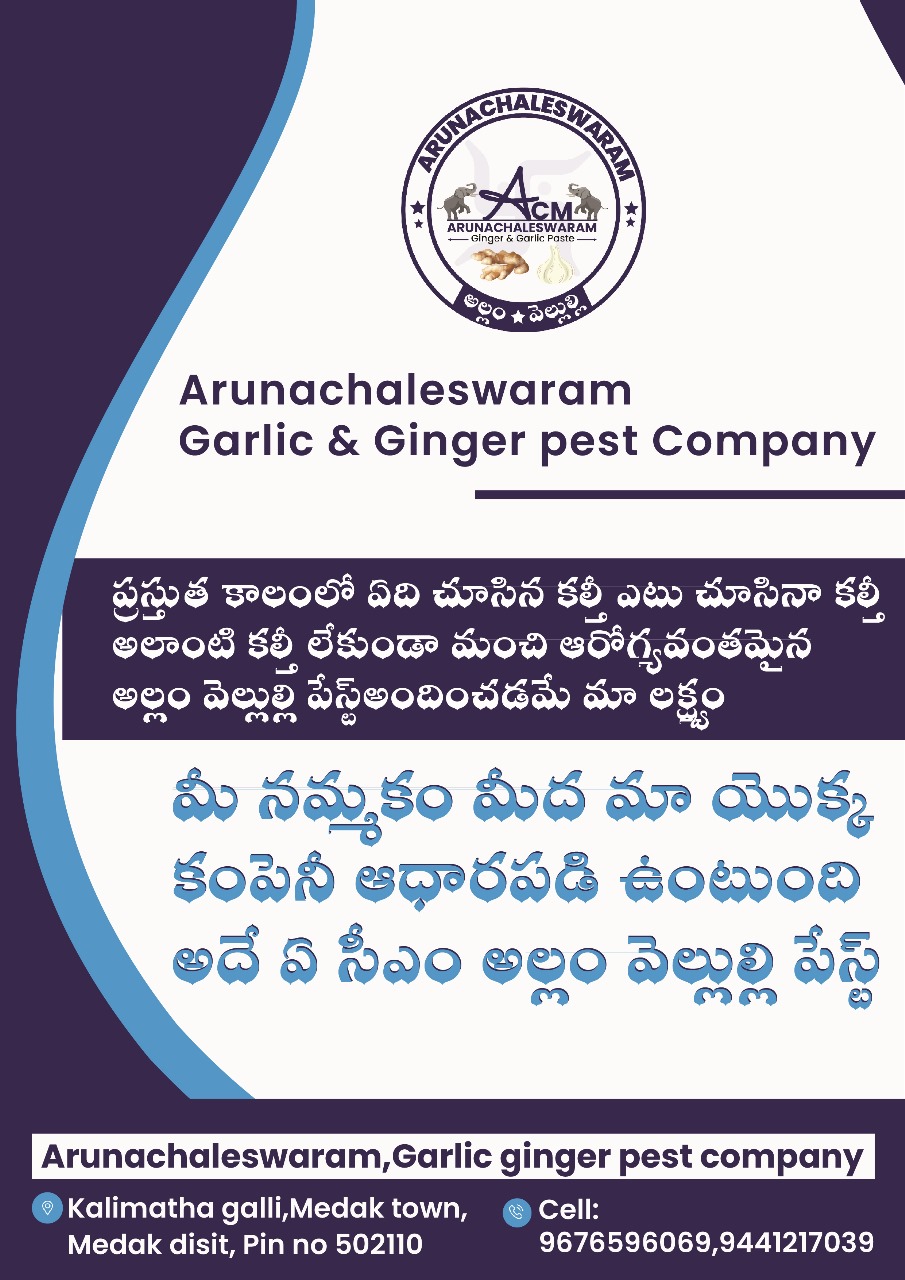 ARUNACHALESWARAM
ACM
ARUNACHALESWARAM
Ginger & Garlic Paste
అల్లం ★ వెల్లుల్లి
Arunachaleswaram
Garlic & Ginger pest Company
ప్రస్తుత కాలంలో ఏది చూసిన కల్తీ ఎటు చూసినా కల్తీ
అలాంటి కల్తీ లేకుండా మంచి ఆరోగ్యవంతమైన
అల్లం వెల్లుల్లి పేస్ట్అందించడమే మా లక్ష్యం
మీ నమ్మకం మీద మా యొక్క
కంపెనీ ఆధారపడి ఉంటుంది
అదే ఏ సీఎం అల్లం వెల్లుల్లి పేస్ట్
Arunachaleswaram,Garlic ginger pest company
Kalimatha galli,Medak town,
Medak disit, Pin no 502110
Cell:
9676596069,9441217039